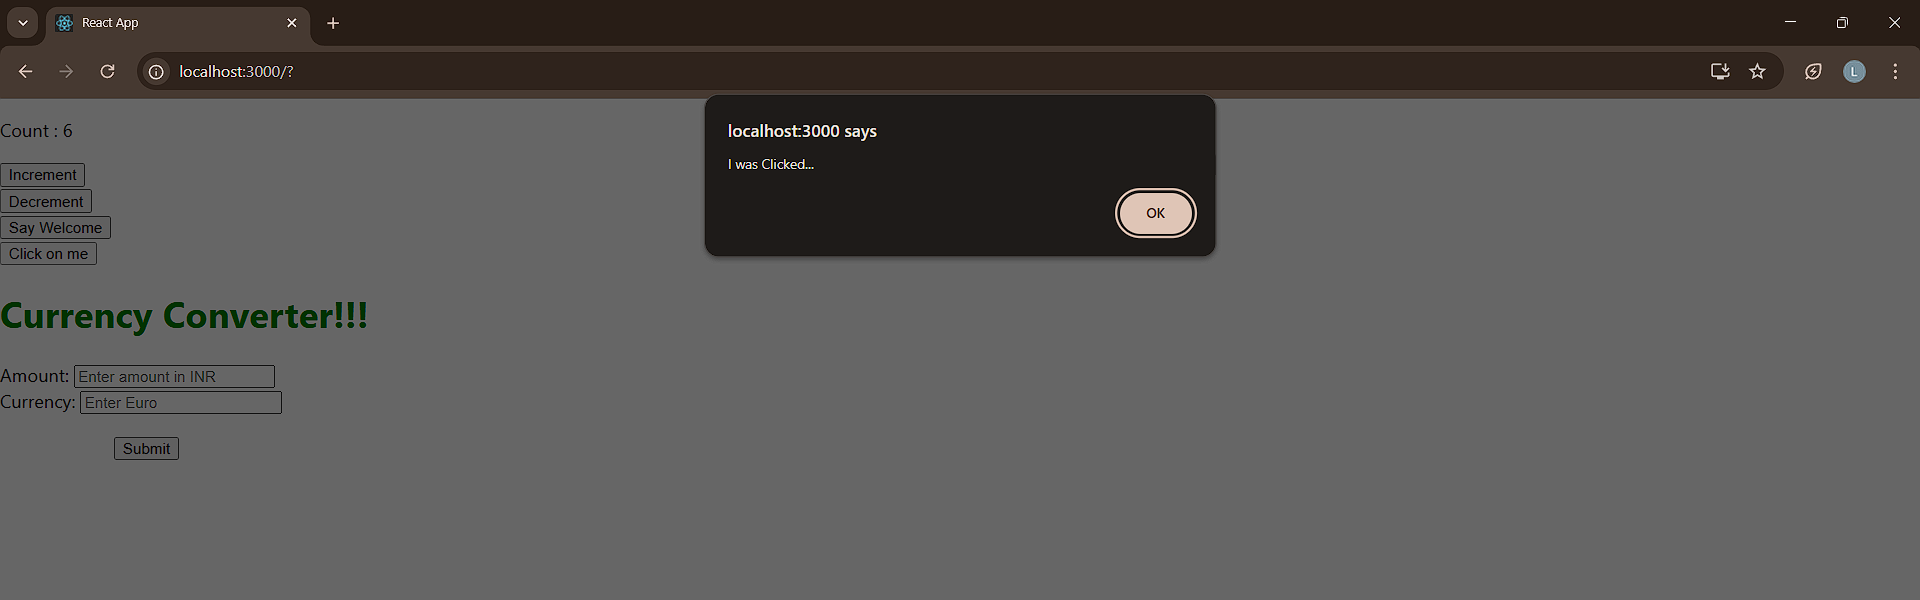 React App
localhost:3000/?
L
localhost:3000 says
I was Clicked...
OK
Count : 6
Increment
Decrement
Say Welcome
Click on me
Currency Converter!!!
Amount: Enter amount in INR
Currency: Enter Euro
Submit